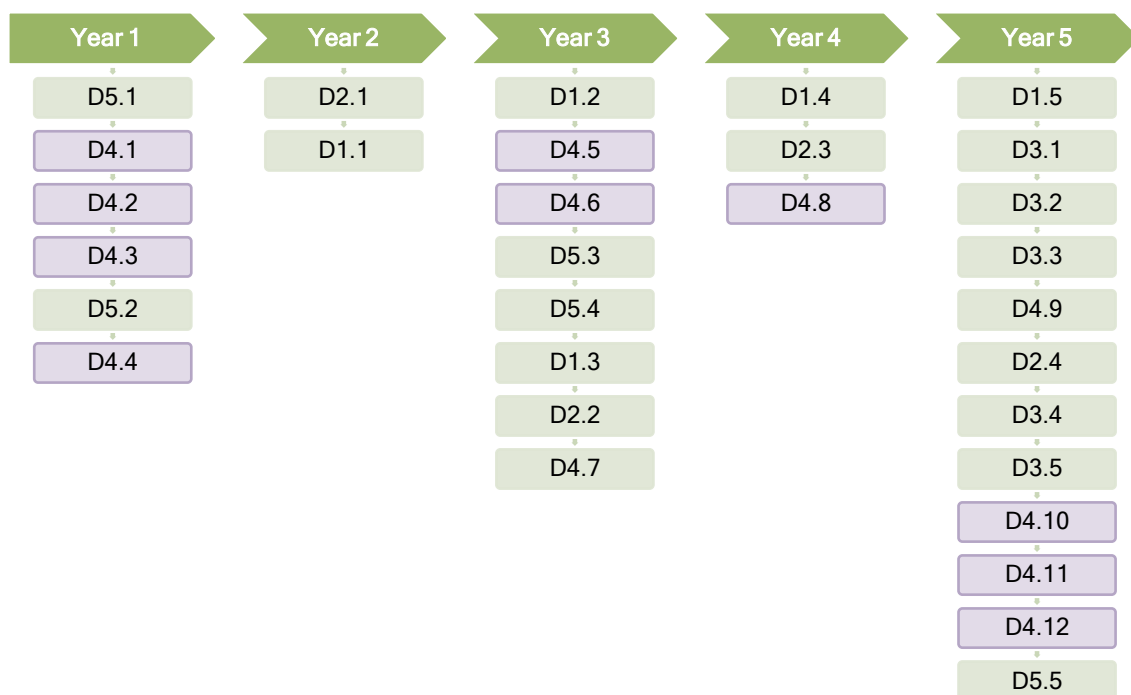 Year 1
D5.1
D4.1
D4.2
D4.3
D5.2
D4.4
Year 2
D2.1
D1.1
Year 3
D1.2
D4.5
D4.6
D5.3
D5.4
D1.3
D2.2
D4.7
Year 4
D1.4
D2.3
D4.8
Year 5
D1.5
D3.1
D3.2
D3.3
D4.9
D2.4
D3.4
D3.5
D4.10
D4.11
D4.12
D5.5